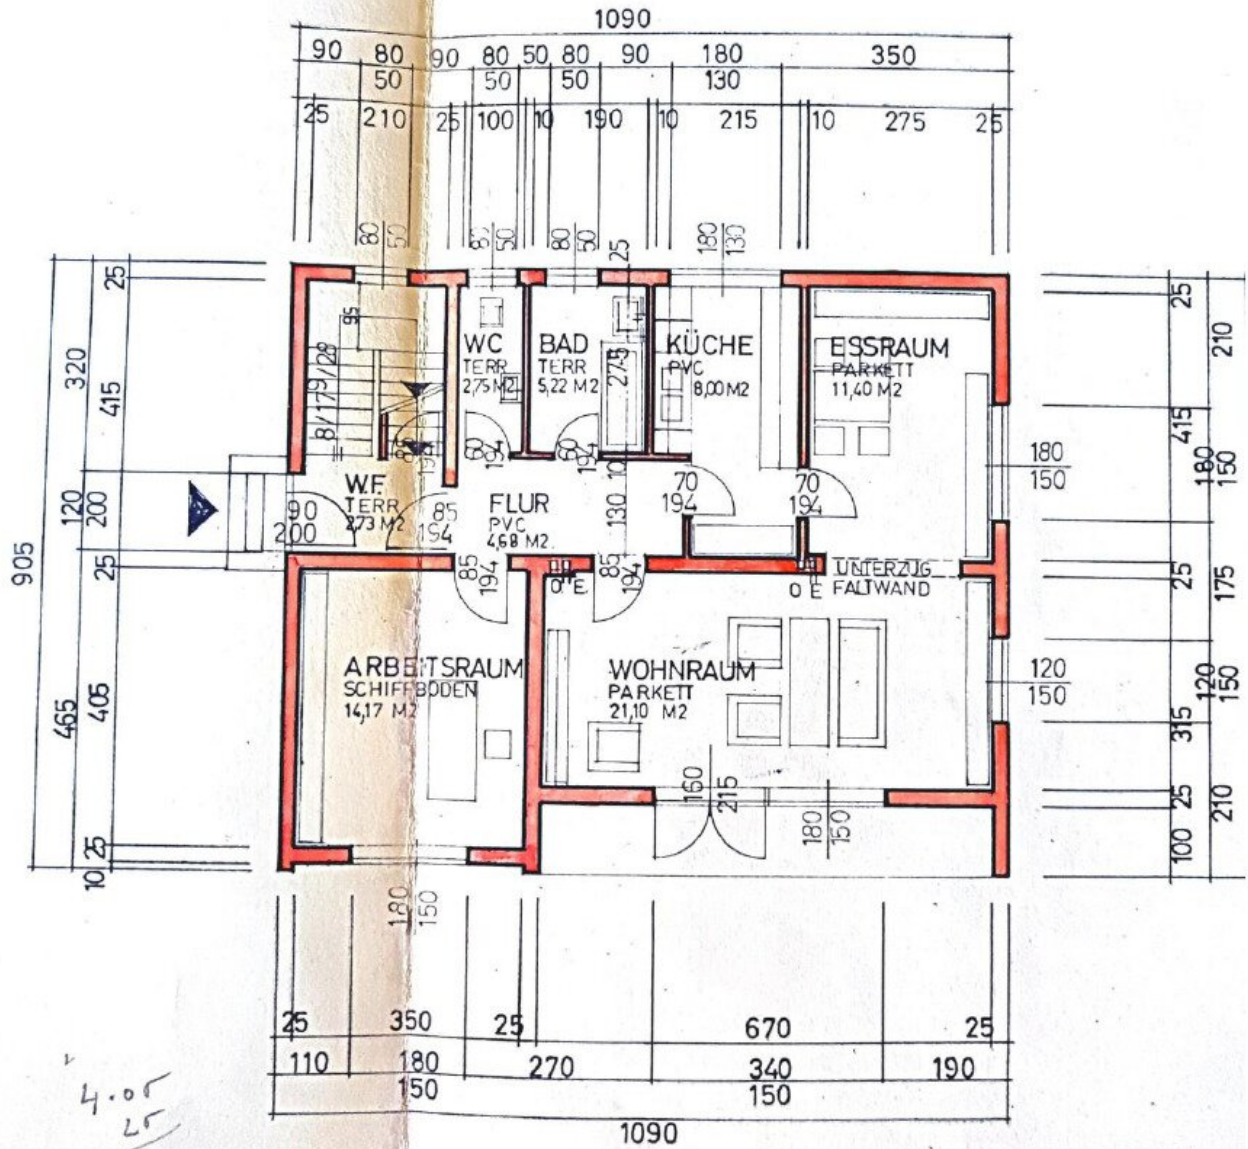 1090
90 80 90 80 50 80 90 180 350
50 50 50 130
25 210 25 100 10 190 10 215 10 275 25
80 50
80 50
80 50
25
180 130
905
320 120 465
25 415 200 25 405 25 10
95
8/179/28
WC
TERR
2,75 M2
BAD
TERR
5,22 M2
275
KÜCHE
PVC
8,00 M2
ESSRAUM
PARKETT
11,40 M2
85
194
60
194
60
194
10
130
W.F.
TERR
2,73 M2
90
200
85
194
FLUR
PVC
4,68 M2
70
194
70
194
85
194
O. E.
85
194
O E
UNTERZUG
FALTWAND
ARBEITSRAUM
SCHIFFBODEN
14,17 M2
WOHNRAUM
PARKETT
21,10 M2
160
215
180
150
180
150
180
150
120
150
25 415 25 315 25 100
210 180 150 175 120 150 210
25 350 25 670 25
110 180 270 340 190
150 150
1090
4.05
25